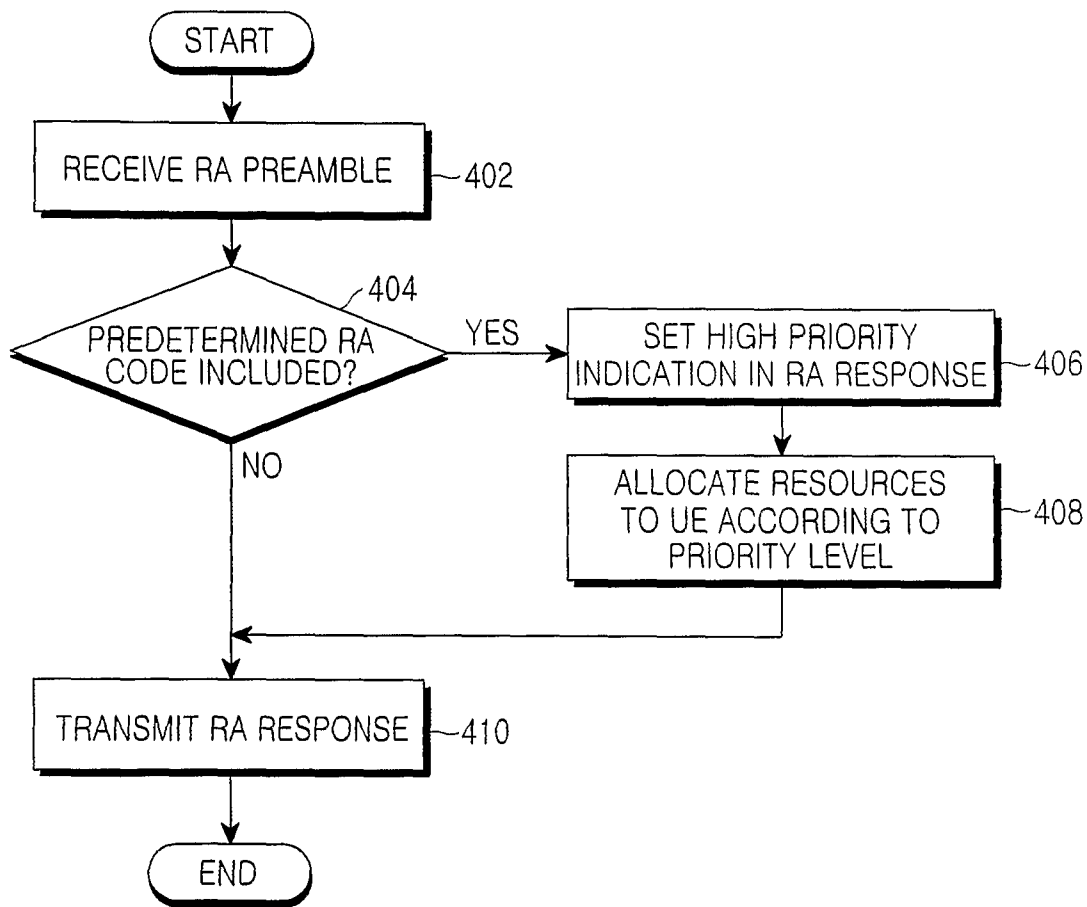 START
RECEIVE RA PREAMBLE
402
404
PREDETERMINED RA
CODE INCLUDED?
YES
SET HIGH PRIORITY
INDICATION IN RA RESPONSE
406
NO
ALLOCATE RESOURCES
TO UE ACCORDING TO
PRIORITY LEVEL
408
TRANSMIT RA RESPONSE
410
END